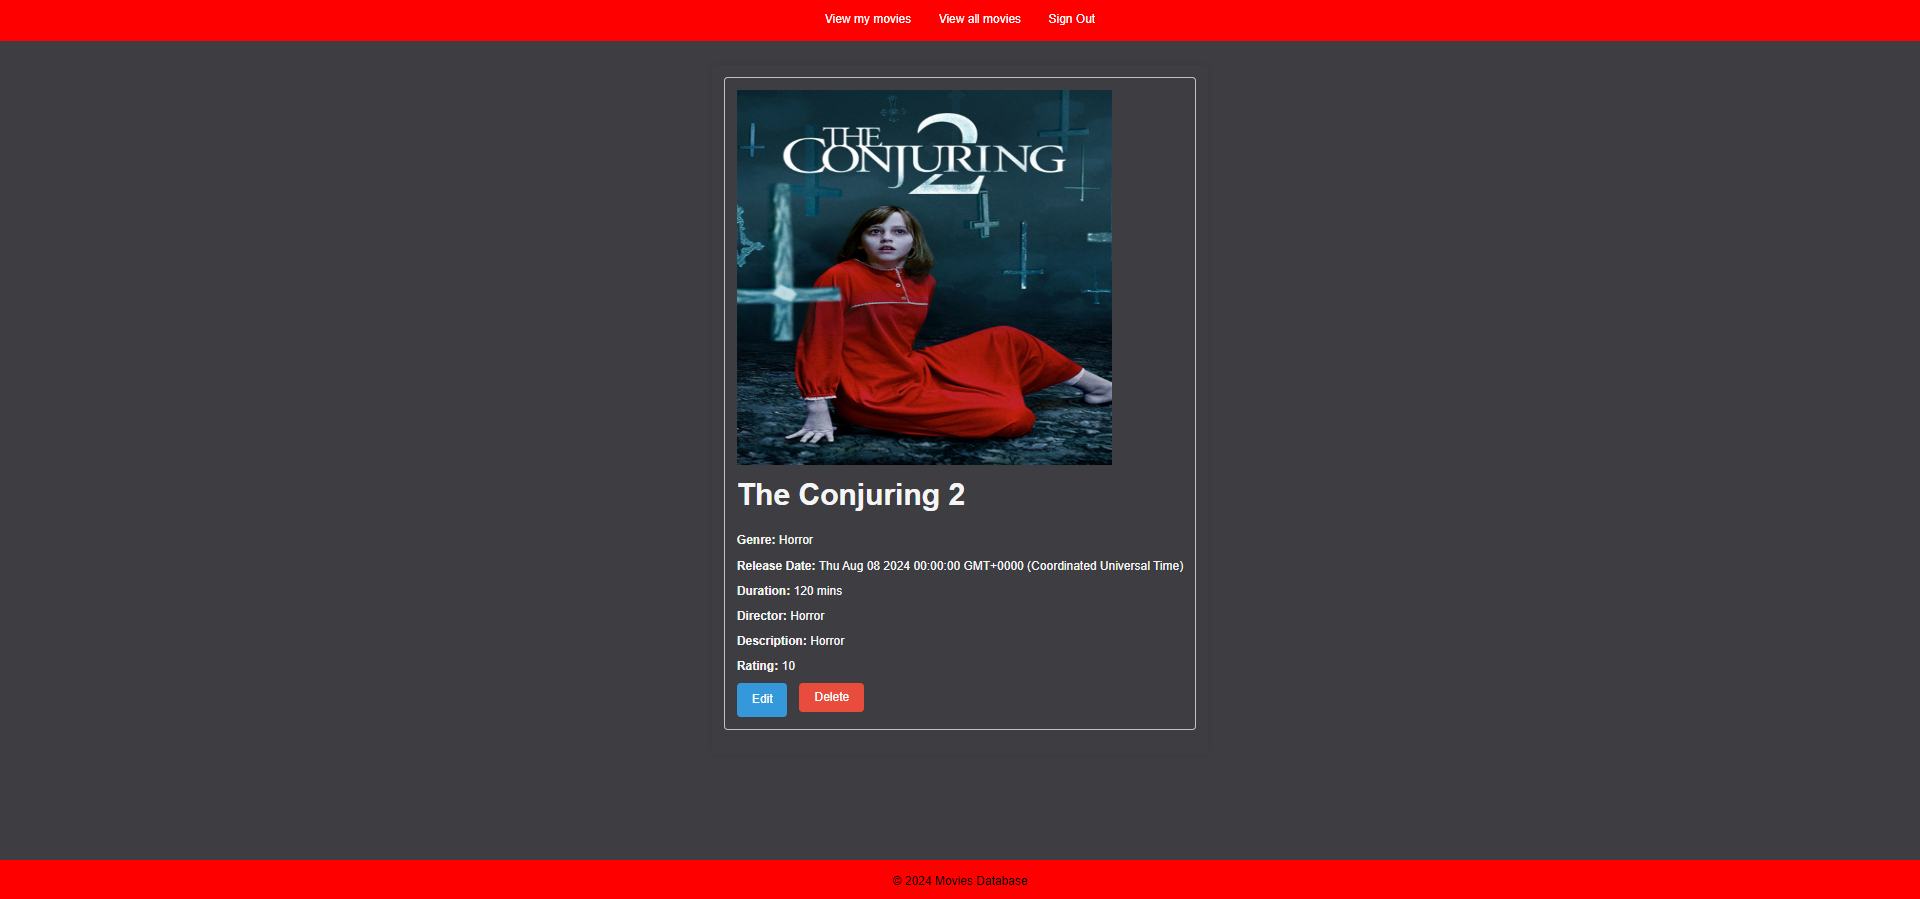 View my movies View all movies Sign Out
THE CONJURING 2
The Conjuring 2
Genre: Horror
Release Date: Thu Aug 08 2024 00:00:00 GMT+0000 (Coordinated Universal Time)
Duration: 120 mins
Director: Horror
Description: Horror
Rating: 10
Edit Delete
© 2024 Movies Database